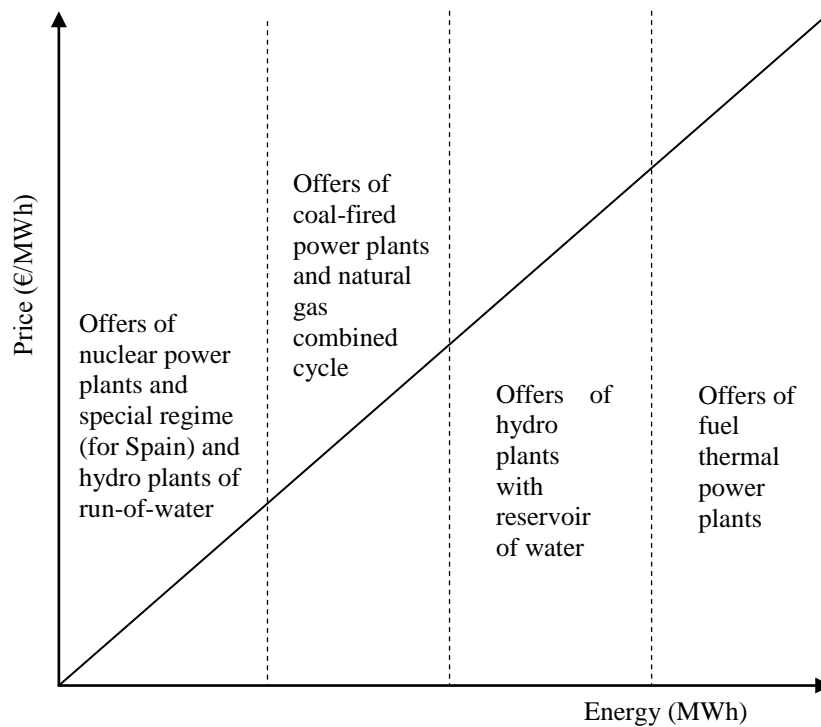 Price (€/MWh)
Offers of
nuclear power
plants and
special regime
(for Spain) and
hydro plants of
run-of-water
Offers of
coal-fired
power plants
and natural
gas
combined
cycle
Offers of
hydro
plants
with
reservoir
of water
Offers of
fuel
thermal
power
plants
Energy (MWh)